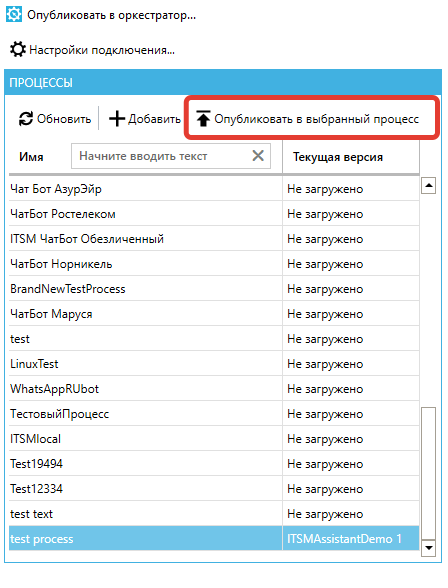 Опубликовать в оркестратор...
Настройки подключения...
ПРОЦЕССЫ
Обновить Добавить Опубликовать в выбранный процесс
Имя Начните вводить текст Текущая версия
Чат Бот АзурЭйр Не загружено
ЧатБот Ростелеком Не загружено
ITSM ЧатБот Обезличенный Не загружено
ЧатБот Норникель Не загружено
BrandNewTestProcess Не загружено
ЧатБот Маруся Не загружено
test Не загружено
LinuxTest Не загружено
WhatsAppRUbot Не загружено
ТестовыйПроцесс Не загружено
ITSMlocal Не загружено
Test19494 Не загружено
Test12334 Не загружено
test text Не загружено
test process ITSMAssistantDemo 1